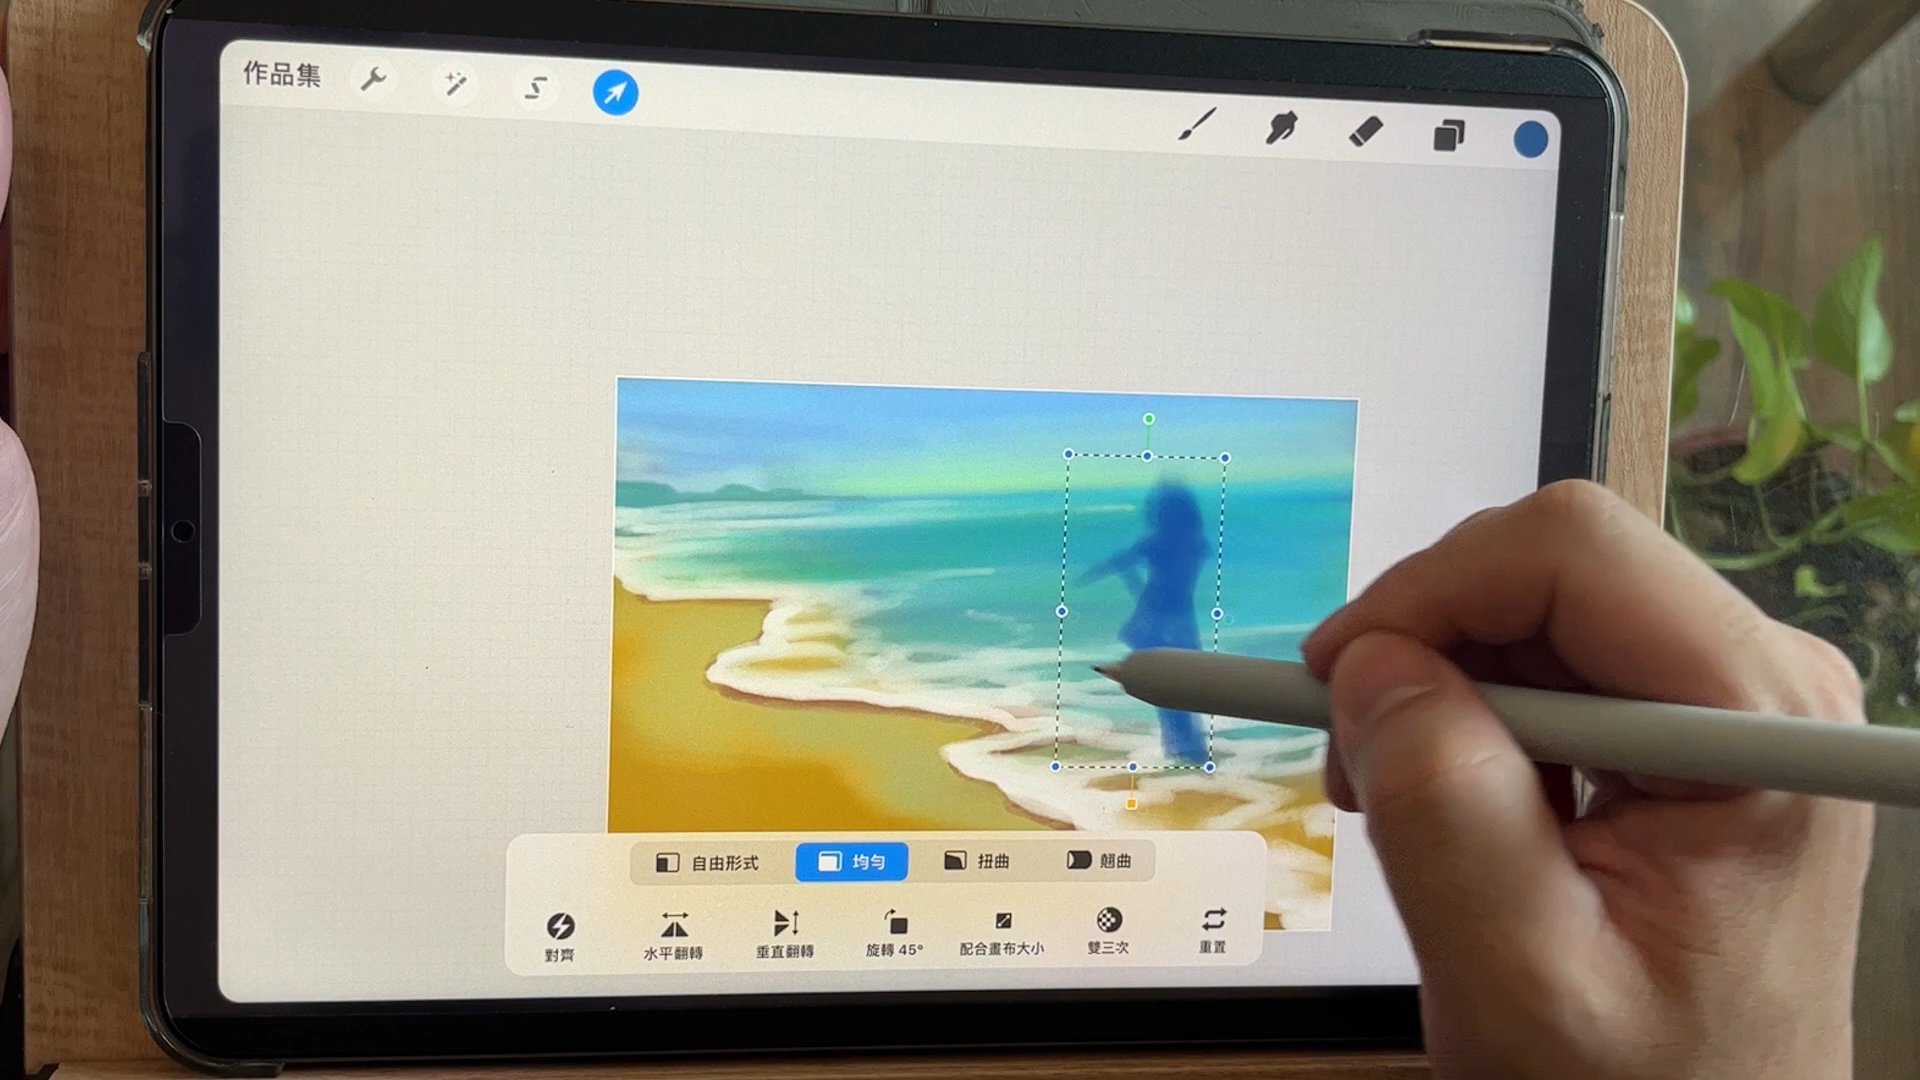 作品集
自由形式
均勻
扭曲
翹曲
對齊
水平翻轉
垂直翻轉
旋轉 45°
配合畫布大小
雙三次
重置